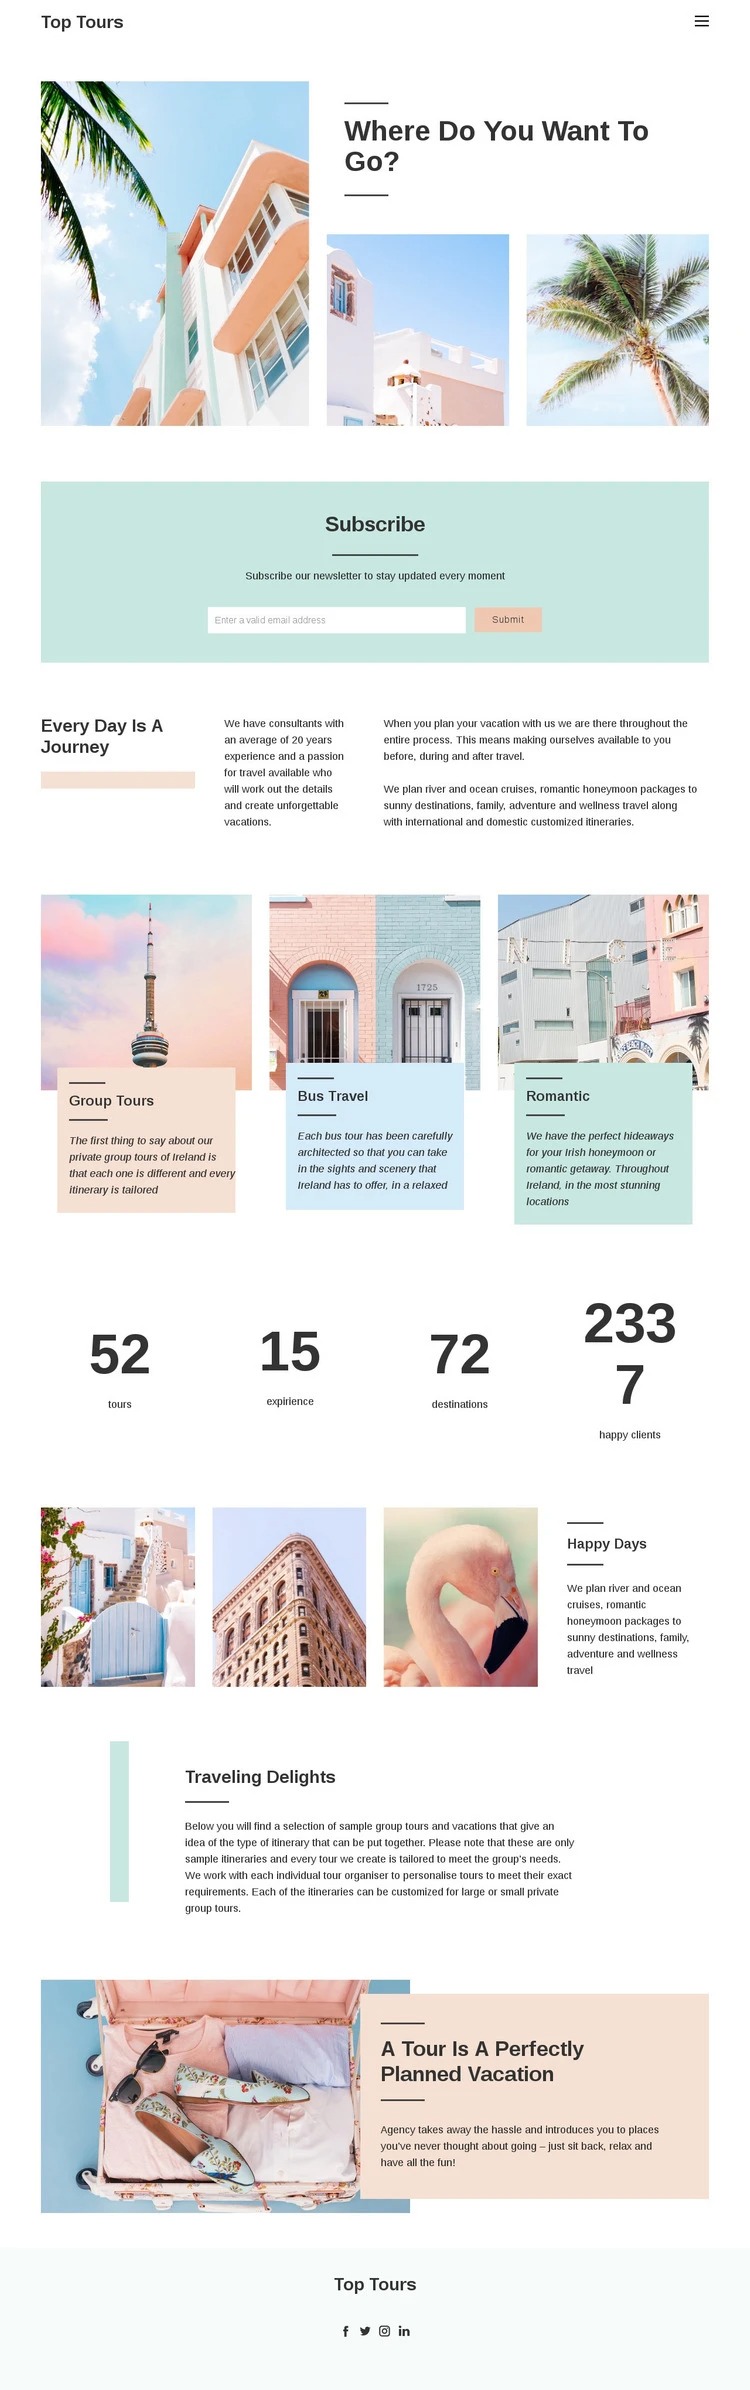 Top Tours
Where Do You Want To
Go?
Subscribe
Subscribe our newsletter to stay updated every moment
Enter a valid email address
Submit
Every Day Is A
Journey
We have consultants with
an average of 20 years
experience and a passion
for travel available who
will work out the details
and create unforgettable
vacations.
When you plan your vacation with us we are there throughout the
entire process. This means making ourselves available to you
before, during and after travel.
We plan river and ocean cruises, romantic honeymoon packages to
sunny destinations, family, adventure and wellness travel along
with international and domestic customized itineraries.
1725
NICE
Group Tours
The first thing to say about our
private group tours of Ireland is
that each one is different and every
itinerary is tailored
Bus Travel
Each bus tour has been carefully
architected so that you can take
in the sights and scenery that
Ireland has to offer, in a relaxed
Romantic
We have the perfect hideaways
for your Irish honeymoon or
romantic getaway. Throughout
Ireland, in the most stunning
locations
52
tours
15
expirience
72
destinations
233
7
happy clients
Happy Days
We plan river and ocean
cruises, romantic
honeymoon packages to
sunny destinations, family,
adventure and wellness
travel
Traveling Delights
Below you will find a selection of sample group tours and vacations that give an
idea of the type of itinerary that can be put together. Please note that these are only
sample itineraries and every tour we create is tailored to meet the group's needs.
We work with each individual tour organiser to personalise tours to meet their exact
requirements. Each of the itineraries can be customized for large or small private
group tours.
A Tour Is A Perfectly
Planned Vacation
Agency takes away the hassle and introduces you to places
you've never thought about going – just sit back, relax and
have all the fun!
Top Tours